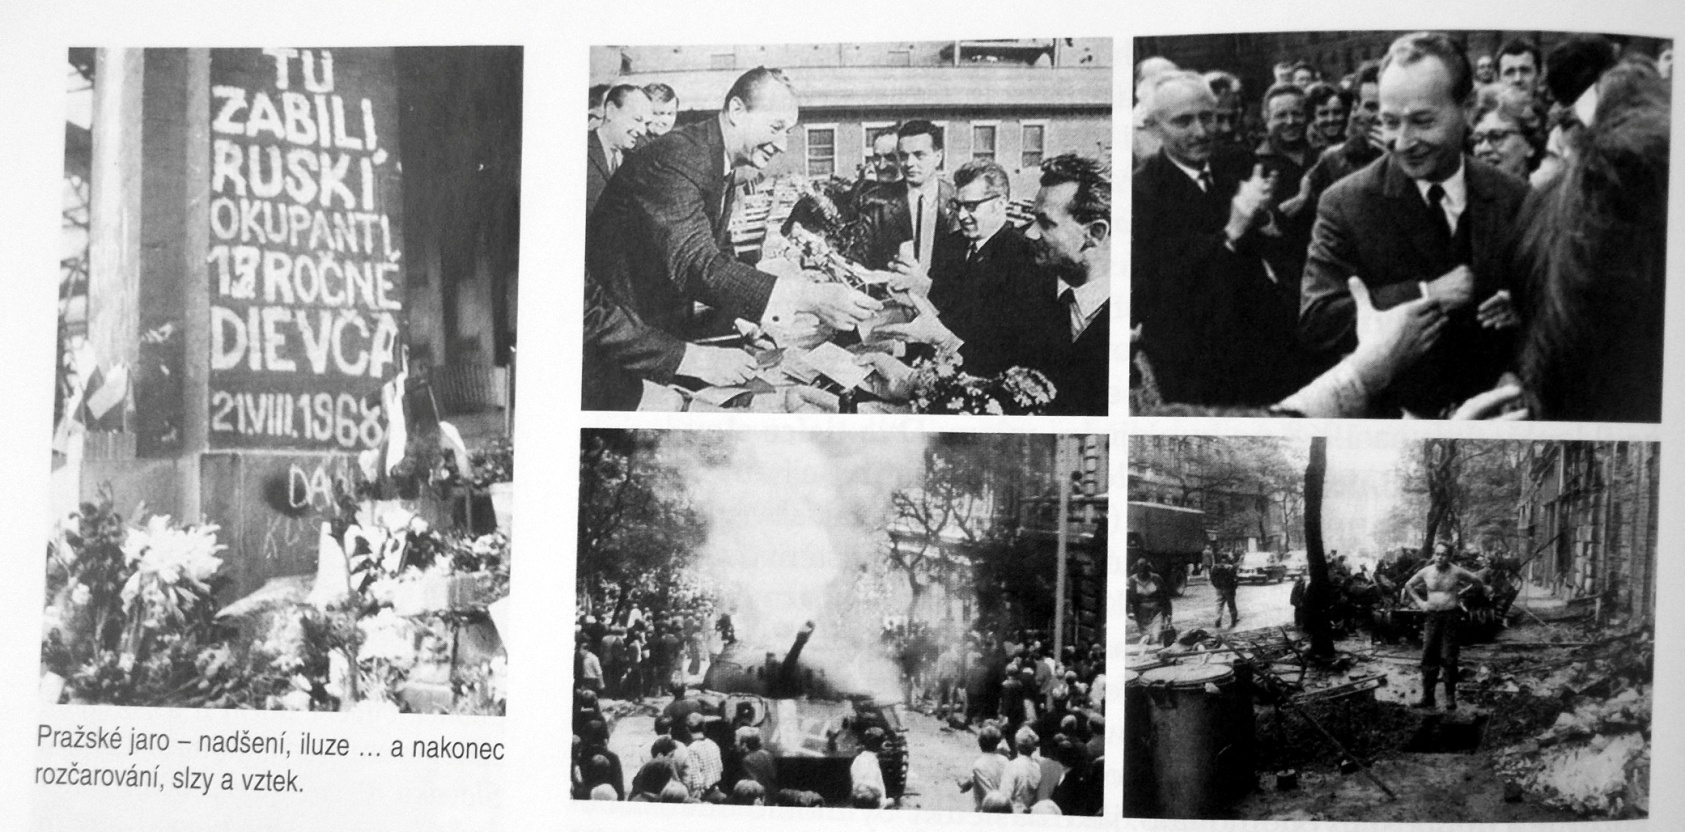 TU
ZABILI,
RUSKÍ
OKUPANTI,
ROČNÉ
DIEVČA
21.VIII.1968
Pražské jaro – nadšení, iluze ... a nakonec
rozčarování, slzy a vztek.